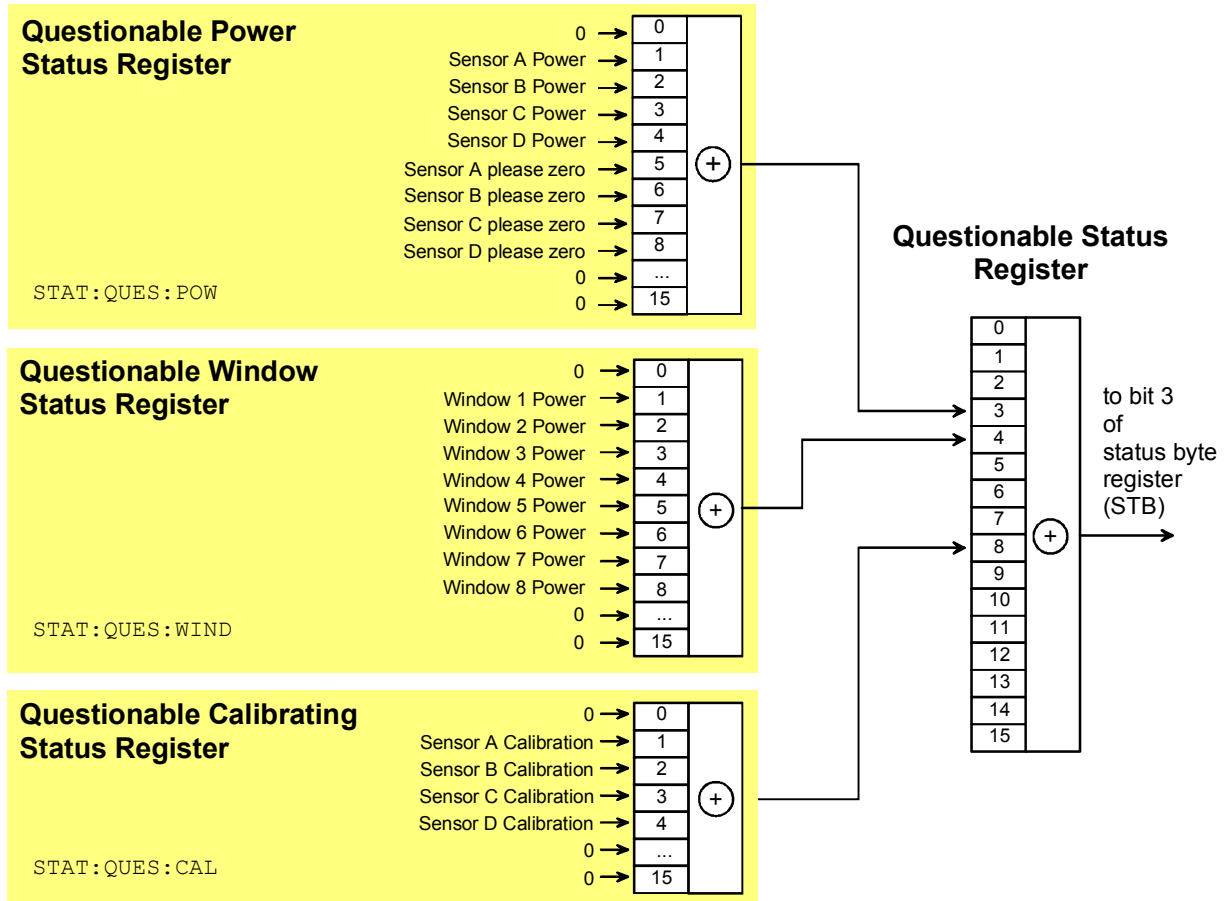 Questionable Power
Status Register
0
0
Sensor A Power
1
Sensor B Power
2
Sensor C Power
3
Sensor D Power
4
Sensor A please zero
5
Sensor B please zero
6
Sensor C please zero
7
Sensor D please zero
8
0
...
0
15
+
STAT:QUES:POW
Questionable Window
Status Register
0
0
Window 1 Power
1
Window 2 Power
2
Window 3 Power
3
Window 4 Power
4
Window 5 Power
5
Window 6 Power
6
Window 7 Power
7
Window 8 Power
8
0
...
0
15
+
STAT:QUES:WIND
Questionable Calibrating
Status Register
0
0
Sensor A Calibration
1
Sensor B Calibration
2
Sensor C Calibration
3
Sensor D Calibration
4
0
...
0
15
+
STAT:QUES:CAL
Questionable Status
Register
0
1
2
3
4
5
6
7
8
9
10
11
12
13
14
15
+
to bit 3
of
status byte
register
(STB)